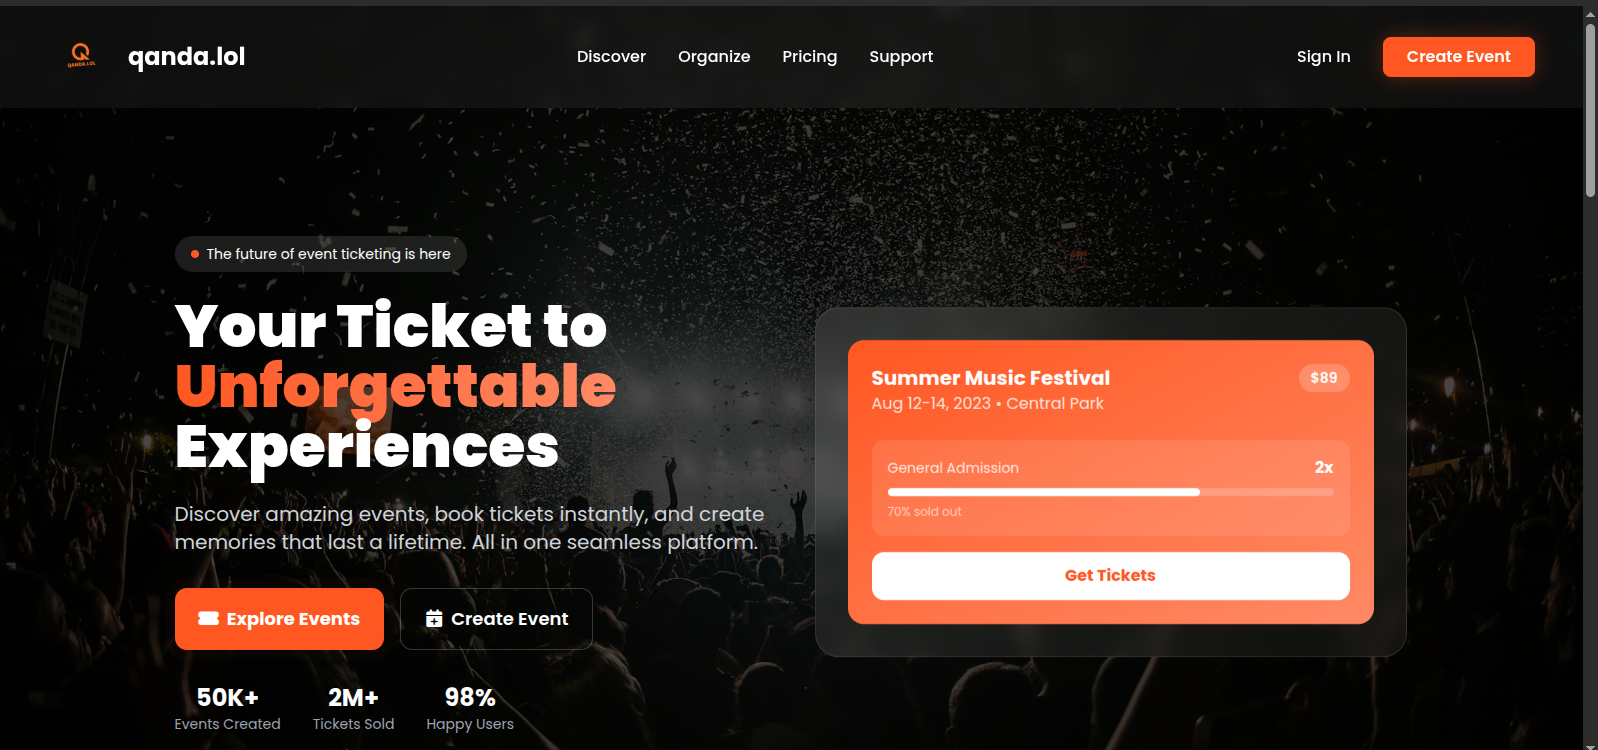 QANDA.LOL
qanda.lol
Discover
Organize
Pricing
Support
Sign In
Create Event
The future of event ticketing is here
Your Ticket to
Unforgettable
Experiences
Discover amazing events, book tickets instantly, and create
memories that last a lifetime. All in one seamless platform.
Explore Events
Create Event
50K+
Events Created
2M+
Tickets Sold
98%
Happy Users
Summer Music Festival
$89
Aug 12-14, 2023 • Central Park
General Admission
2x
70% sold out
Get Tickets